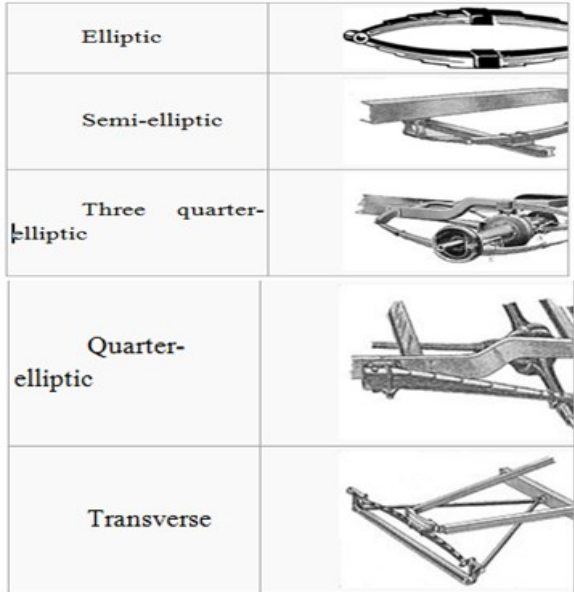 Elliptic
Semi-elliptic
Three quarter-
elliptic
Quarter-
elliptic
Transverse